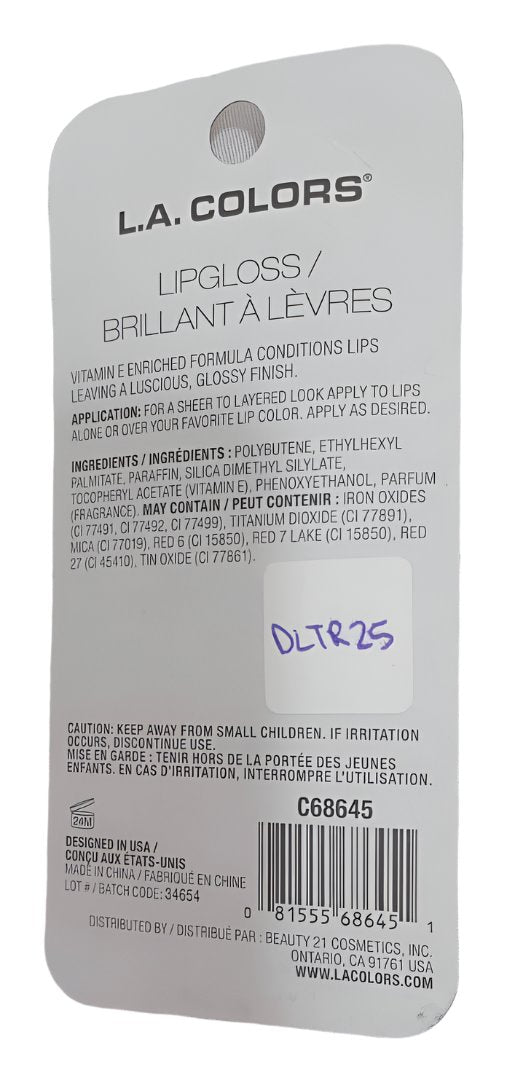 L.A. COLORS®
LIPGLOSS /
BRILLANT À LÈVRES
VITAMIN E ENRICHED FORMULA CONDITIONS LIPS
LEAVING A LUSCIOUS, GLOSSY FINISH.
APPLICATION: FOR A SHEER TO LAYERED LOOK APPLY TO LIPS
ALONE OR OVER YOUR FAVORITE LIP COLOR. APPLY AS DESIRED.
INGREDIENTS / INGRÉDIENTS : POLYBUTENE, ETHYLHEXYL
PALMITATE, PARAFFIN, SILICA DIMETHYL SILYLATE,
TOCOPHERYL ACETATE (VITAMIN E), PHENOXYETHANOL, PARFUM
(FRAGRANCE). MAY CONTAIN / PEUT CONTENIR : IRON OXIDES
(CI 77491, CI 77492, CI 77499), TITANIUM DIOXIDE (CI 77891),
MICA (CI 77019), RED 6 (CI 15850), RED 7 LAKE (CI 15850), RED
27 (CI 45410), TIN OXIDE (CI 77861).
DLTR25
CAUTION: KEEP AWAY FROM SMALL CHILDREN. IF IRRITATION
OCCURS, DISCONTINUE USE.
MISE EN GARDE : TENIR HORS DE LA PORTÉE DES JEUNES
ENFANTS. EN CAS D'IRRITATION, INTERROMPRE L'UTILISATION.
C68645
24M
DESIGNED IN USA /
CONÇU AUX ÉTATS-UNIS
MADE IN CHINA / FABRIQUÉ EN CHINE
LOT # / BATCH CODE: 34654
0 81555 68645 1
DISTRIBUTED BY / DISTRIBUÉ PAR : BEAUTY 21 COSMETICS, INC.
ONTARIO, CA 91761 USA
WWW.LACOLORS.COM